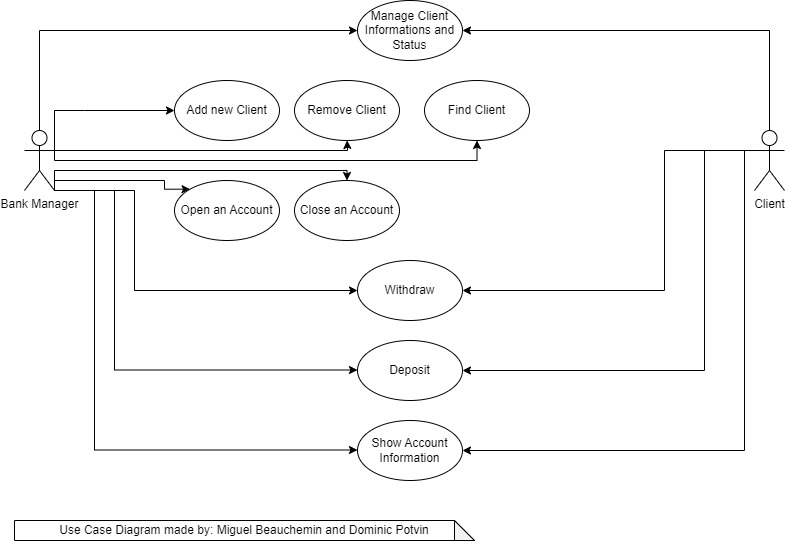 Manage Client
Informations and
Status
Add new Client
Remove Client
Find Client
Bank Manager
Client
Open an Account
Close an Account
Withdraw
Deposit
Show Account
Information
Use Case Diagram made by: Miguel Beauchemin and Dominic Potvin